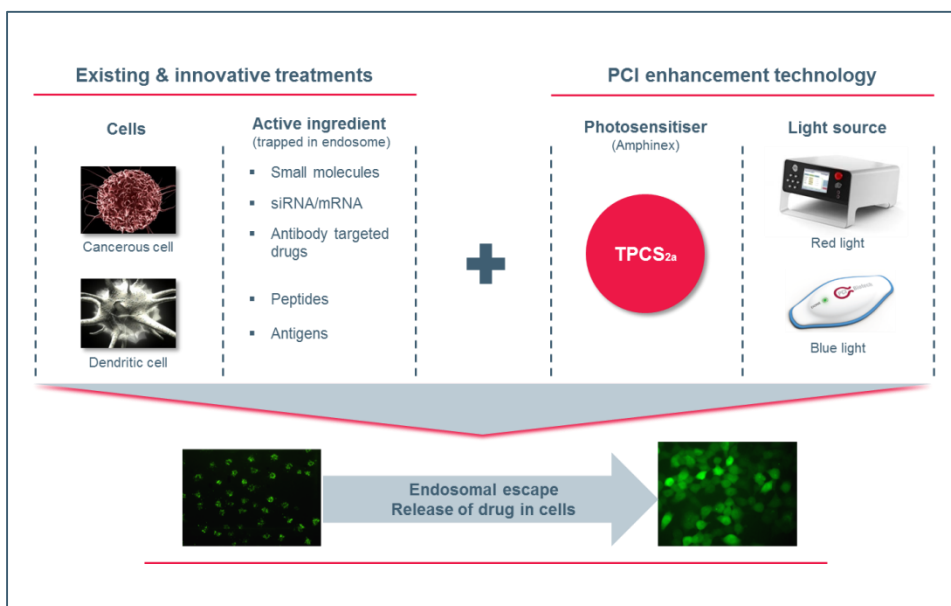 Existing & innovative treatments
PCI enhancement technology
Cells
Cancerous cell
Dendritic cell
Active ingredient
(trapped in endosome)
▪ Small molecules
▪ siRNA/mRNA
▪ Antibody targeted
drugs
▪ Peptides
▪ Antigens
Photosensitiser
(Amphinex)
TPCS2a
Light source
Red light
Blue light
Endosomal escape
Release of drug in cells